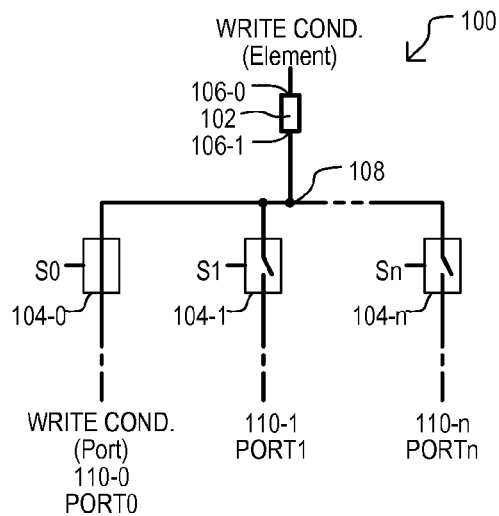 WRITE COND.
100
(Element)
106-0
102
106-1
108
S0
S1
Sn
104-0
104-1
104-n
WRITE COND.
(Port)
110-0
PORT0
110-1
PORT1
110-n
PORTn